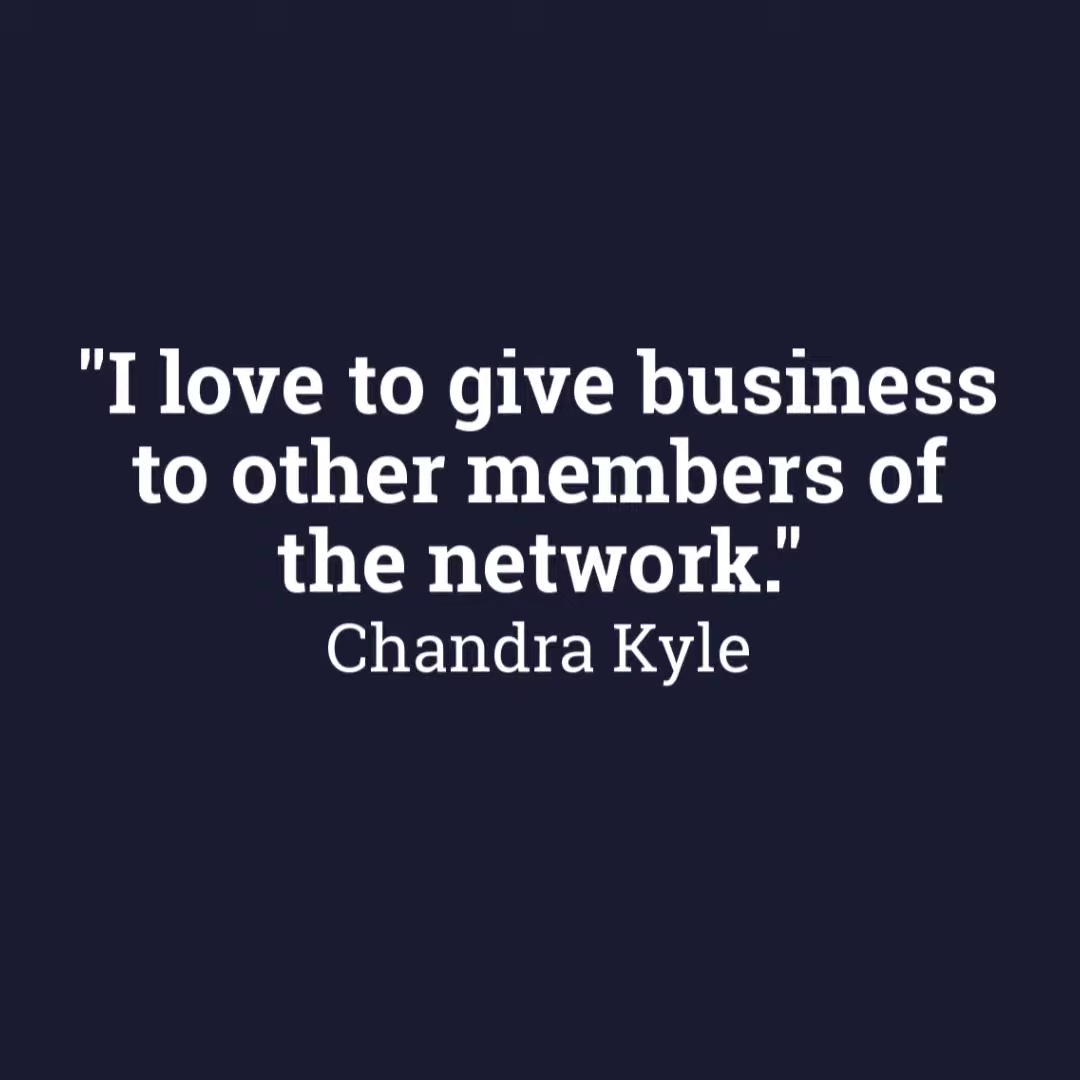 "I love to give business
to other members of
the network."
Chandra Kyle